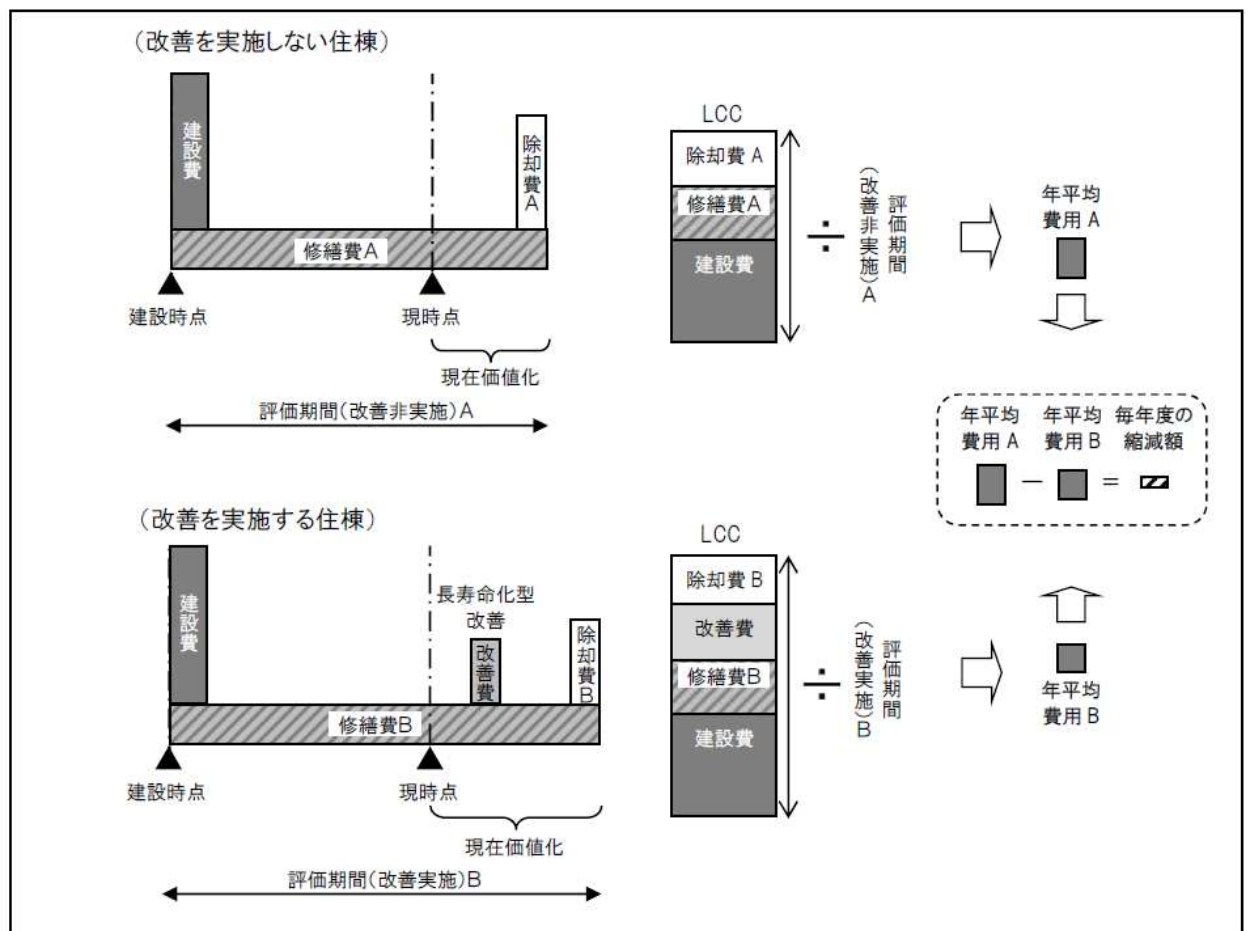 （改善を実施しない住棟）
建設費
除却費A
修繕費A
建設時点
現時点
現在価値化
評価期間（改善非実施）A
LCC
除却費A
修繕費A
建設費
÷
評価期間
（改善非実施）A
年平均
費用A
年平均
費用A
年平均
費用B
毎年度の
縮減額
－
＝
（改善を実施する住棟）
建設費
長寿命化型
改善
改善費
除却費B
修繕費B
建設時点
現時点
現在価値化
評価期間（改善実施）B
LCC
除却費B
改善費
修繕費B
建設費
÷
評価期間
（改善実施）B
年平均
費用B